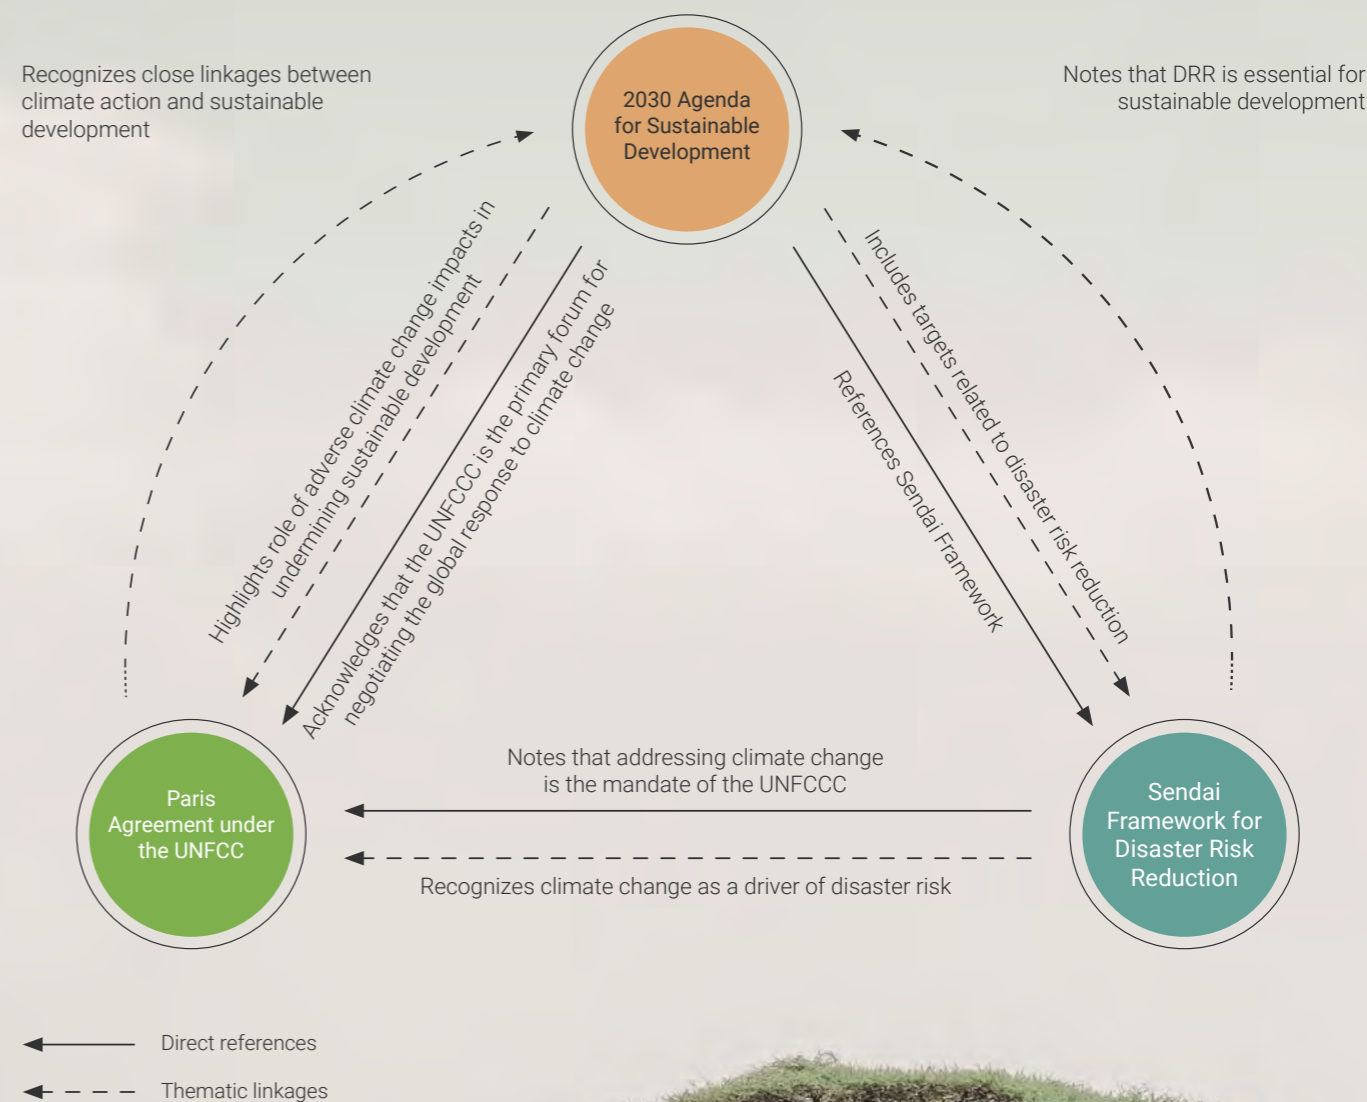 Recognizes close linkages between
climate action and sustainable
development
2030 Agenda
for Sustainable
Development
Notes that DRR is essential for
sustainable development
Highlights role of adverse climate change impacts in
undermining sustainable development
Acknowledges that the UNFCCC is the primary forum for
negotiating the global response to climate change
References Sendai Framework
Includes targets related to disaster risk reduction
Paris
Agreement under
the UNFCC
Notes that addressing climate change
is the mandate of the UNFCCC
Recognizes climate change as a driver of disaster risk
Sendai
Framework for
Disaster Risk
Reduction
Direct references
Thematic linkages